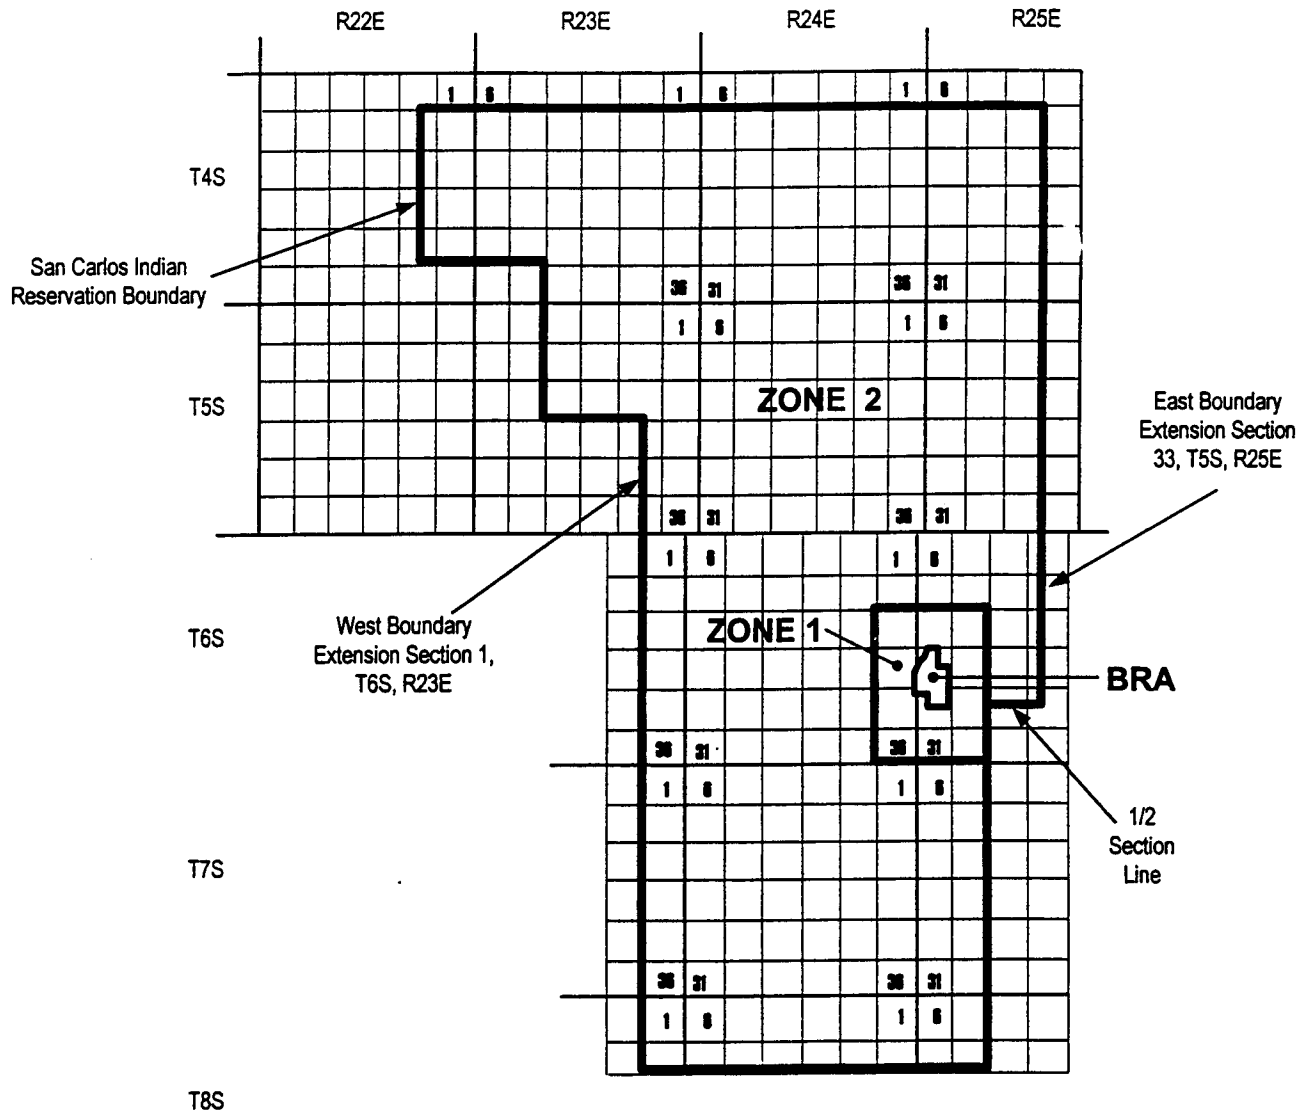 R22E R23E R24E R25E
1 6 1 6 1 6
T4S
San Carlos Indian
Reservation Boundary
36 31 36 31
1 6 1 6
T5S
ZONE 2
East Boundary
Extension Section
33, T5S, R25E
36 31 36 31
1 6 1 6
West Boundary
Extension Section 1,
T6S, R23E
T6S
ZONE 1
BRA
36 31 36 31
1 6 1 6
1/2
Section
Line
T7S
36 31 36 31
1 6 1 6
T8S